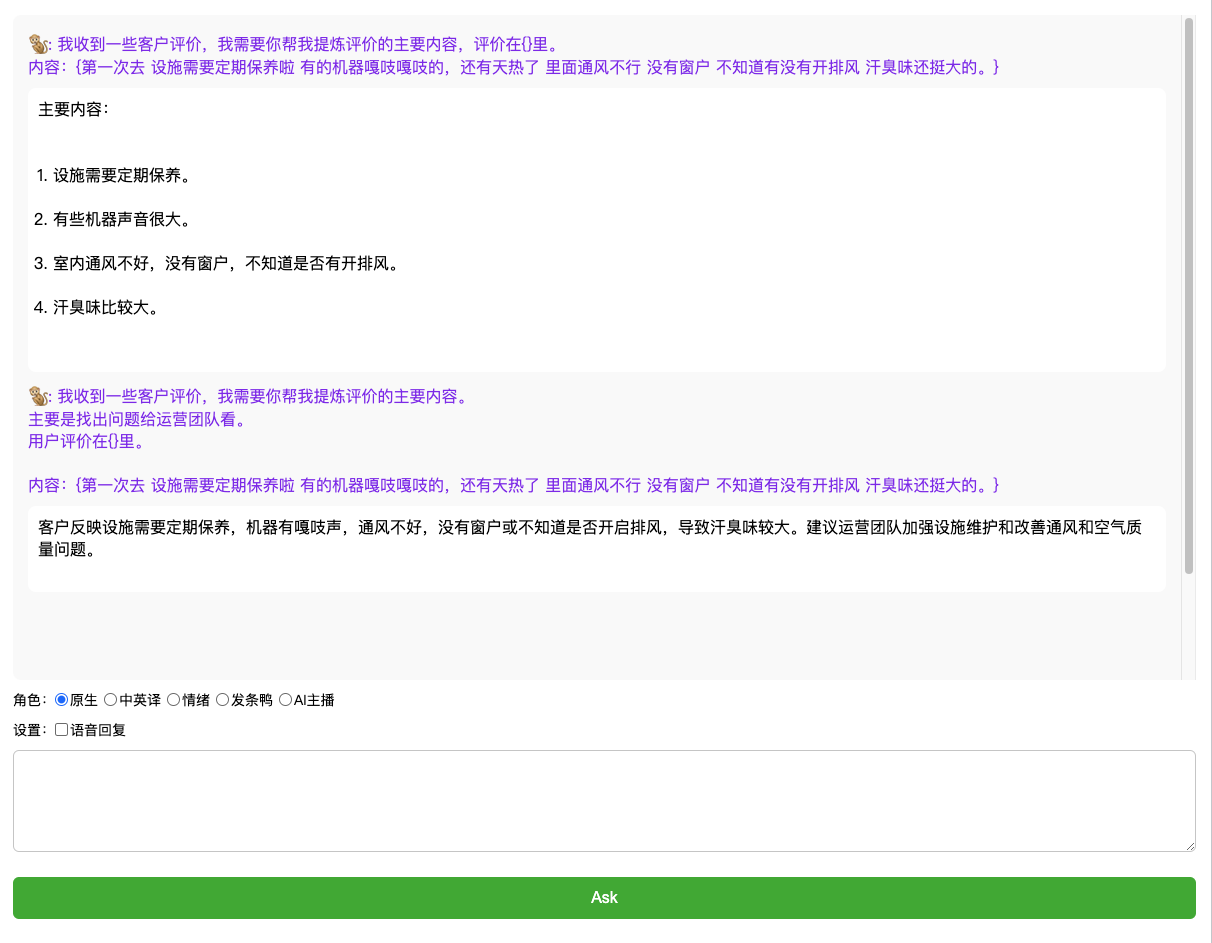 🐒: 我收到一些客户评价，我需要你帮我提炼评价的主要内容，评价在{}里。
内容：{第一次去 设施需要定期保养啦 有的机器嘎吱嘎吱的，还有天热了 里面通风不行 没有窗户 不知道有没有开排风 汗臭味还挺大的。}
主要内容：
1. 设施需要定期保养。
2. 有些机器声音很大。
3. 室内通风不好，没有窗户，不知道是否有开排风。
4. 汗臭味比较大。
🐒: 我收到一些客户评价，我需要你帮我提炼评价的主要内容。
主要是找出问题给运营团队看。
用户评价在{}里。
内容：{第一次去 设施需要定期保养啦 有的机器嘎吱嘎吱的，还有天热了 里面通风不行 没有窗户 不知道有没有开排风 汗臭味还挺大的。}
客户反映设施需要定期保养，机器有嘎吱声，通风不好，没有窗户或不知道是否开启排风，导致汗臭味较大。建议运营团队加强设施维护和改善通风和空气质
量问题。
角色： 原生 中英译 情绪 发条鸭 AI主播
设置： 语音回复
Ask